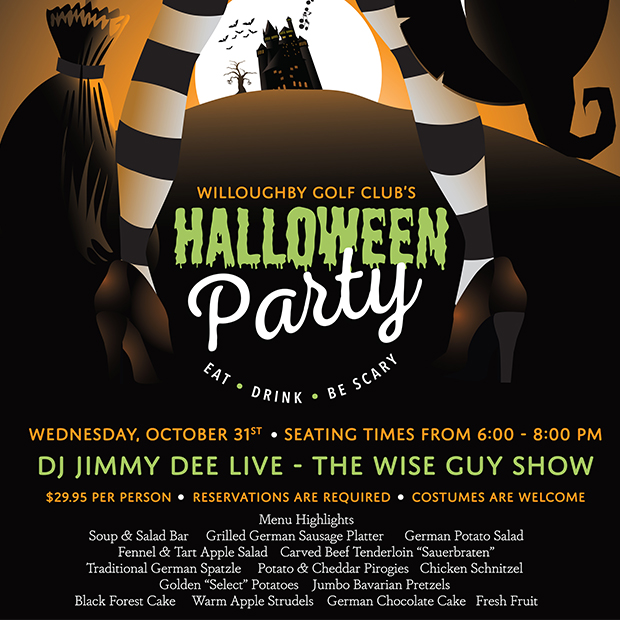 WILLOUGHBY GOLF CLUB'S
HALLOWEEN
Party
EAT • DRINK • BE SCARY
WEDNESDAY, OCTOBER 31ST • SEATING TIMES FROM 6:00 - 8:00 PM
DJ JIMMY DEE LIVE - THE WISE GUY SHOW
$29.95 PER PERSON • RESERVATIONS ARE REQUIRED • COSTUMES ARE WELCOME
Menu Highlights
Soup & Salad Bar Grilled German Sausage Platter German Potato Salad
Fennel & Tart Apple Salad Carved Beef Tenderloin "Sauerbraten"
Traditional German Spatzle Potato & Cheddar Pirogies Chicken Schnitzel
Golden "Select" Potatoes Jumbo Bavarian Pretzels
Black Forest Cake Warm Apple Strudels German Chocolate Cake Fresh Fruit